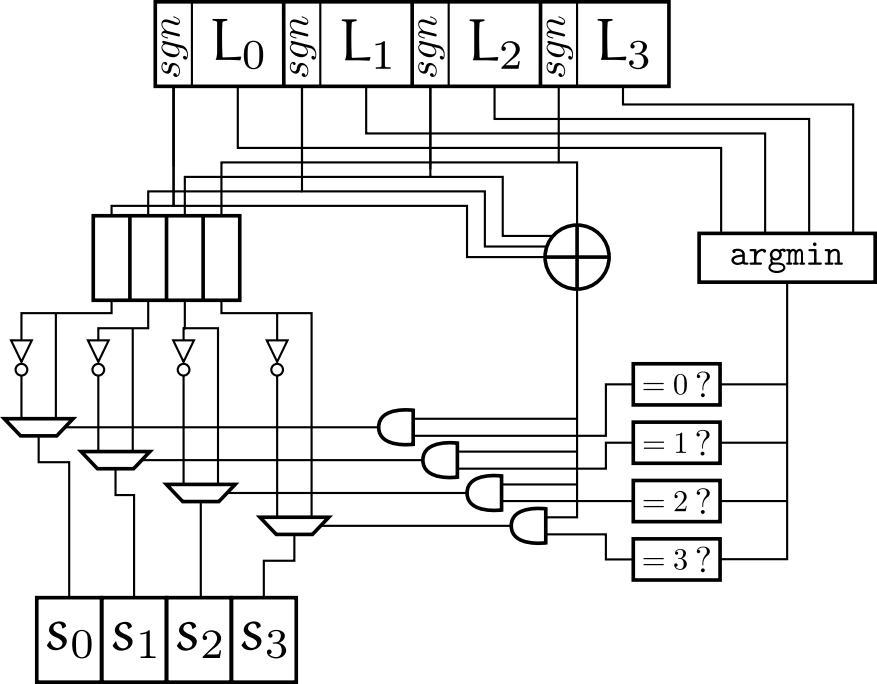 sgn L0 sgn L1 sgn L2 sgn L3
argmin
= 0 ?
= 1 ?
= 2 ?
= 3 ?
s0 s1 s2 s3